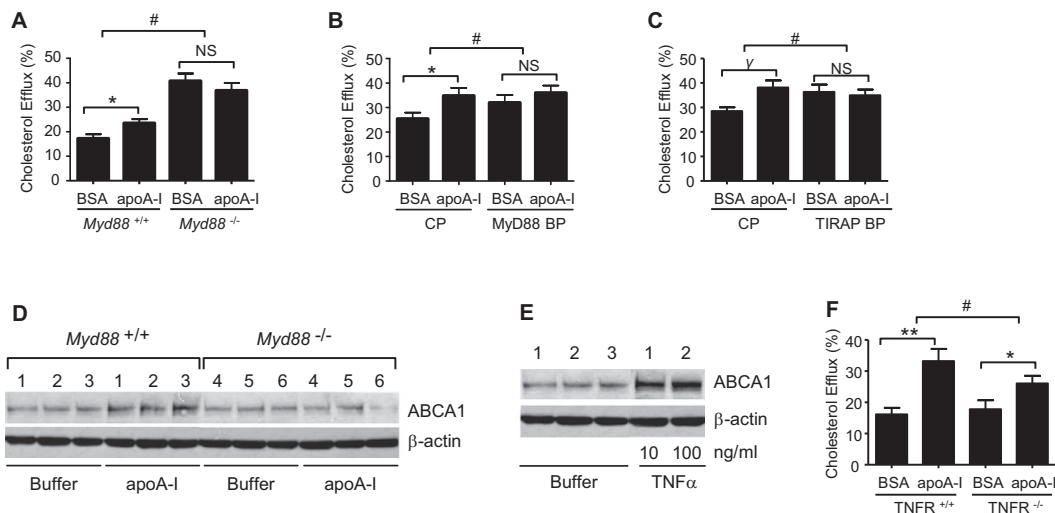 A
#
NS
*
Cholesterol Efflux (%)
50
40
30
20
10
0
BSA apoA-I BSA apoA-I
Myd88 +/+ Myd88 -/-
B
#
* NS
Cholesterol Efflux (%)
50
40
30
20
10
0
BSA apoA-I BSA apoA-I
CP MyD88 BP
C
#
γ NS
Cholesterol Efflux (%)
50
40
30
20
10
0
BSA apoA-I BSA apoA-I
CP TIRAP BP
D
Myd88 +/+ Myd88 -/-
1 2 3 1 2 3 4 5 6 4 5 6
ABCA1
β-actin
Buffer apoA-I Buffer apoA-I
E
1 2 3 1 2
ABCA1
β-actin
10 100 ng/ml
Buffer TNFα
F
#
** *
Cholesterol Efflux (%)
40
30
20
10
0
BSA apoA-I BSA apoA-I
TNFR +/+ TNFR -/-